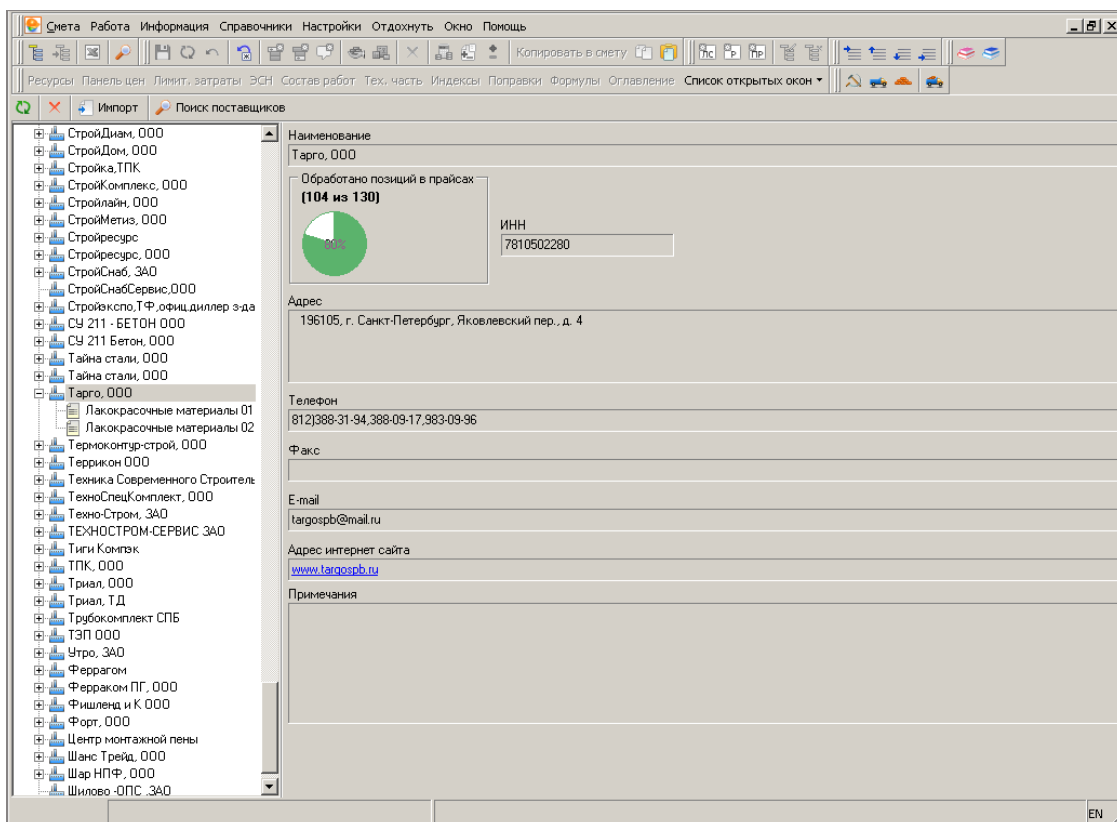 Смета Работа Информация Справочники Настройки Отдохнуть Окно Помощь
Копировать в смету ПС Р ПР
Ресурсы Панель цен Лимит. затраты ЭСН Состав работ Тех. часть Индексы Поправки Формулы Оглавление Список открытых окон
Импорт Поиск поставщиков
СтройДиам, ООО
СтройДом, ООО
Стройка,ТПК
СтройКомплекс, ООО
Стройлайн, ООО
СтройМетиз, ООО
Стройресурс
Стройресурс, ООО
СтройСнаб, ЗАО
СтройСнабСервис,ООО
Стройэкспо,ТФ,офиц.диллер з-да
СУ 211 - БЕТОН ООО
СУ 211 Бетон, ООО
Тайна стали, ООО
Тайна стали, ООО
Тарго, ООО
Лакокрасочные материалы 01
Лакокрасочные материалы 02
Термоконтур-строй, ООО
Террикон ООО
Техника Современного Строитель
ТехноСпецКомплект, ООО
Техно-Стром, ЗАО
ТЕХНОСТРОМ-СЕРВИС ЗАО
Тиги Компэк
ТПК, ООО
Триал, ООО
Триал, ТД
Трубокомплект СПБ
ТЭП ООО
Утро, ЗАО
Феррагом
Ферраком ПГ, ООО
Фишленд и К ООО
Форт, ООО
Центр монтажной пены
Шанс Трейд, ООО
Шар НПФ, ООО
Шилово -ОПС ,ЗАО
Наименование
Тарго, ООО
Обработано позиций в прайсах
(104 из 130)
80%
ИНН
7810502280
Адрес
196105, г. Санкт-Петербург, Яковлевский пер., д. 4
Телефон
812)388-31-94,388-09-17,983-09-96
Факс
E-mail
targospb@mail.ru
Адрес интернет сайта
www.targospb.ru
Примечания
EN